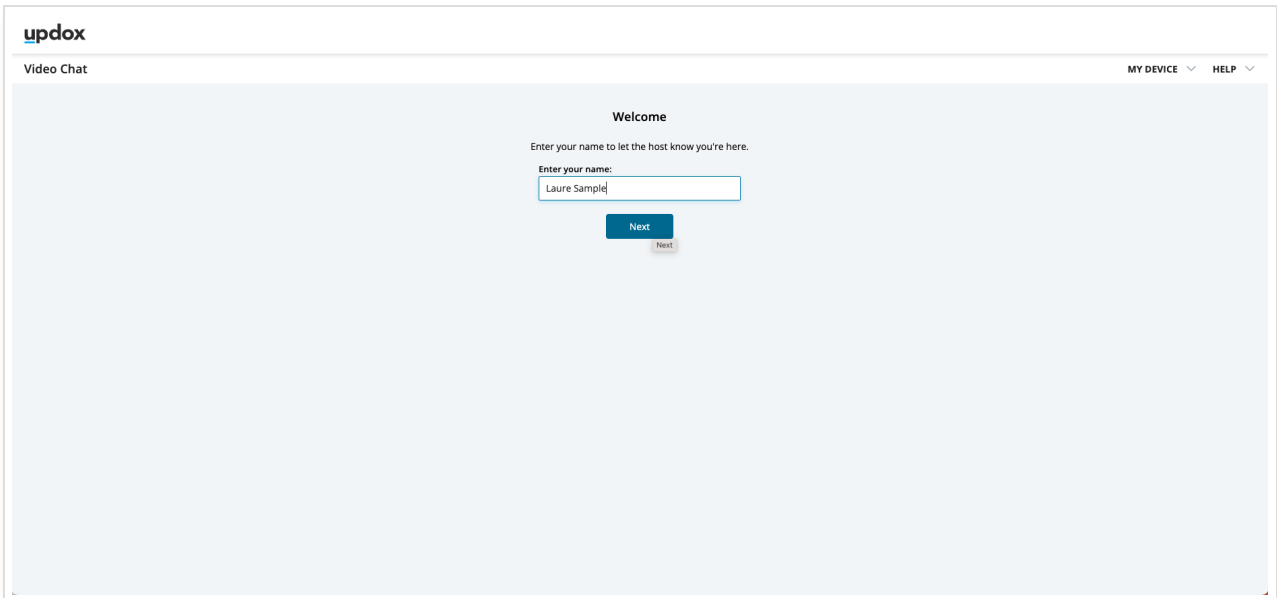 updox
Video Chat
MY DEVICE HELP
Welcome
Enter your name to let the host know you're here.
Enter your name:
Laure Sample
Next
Next